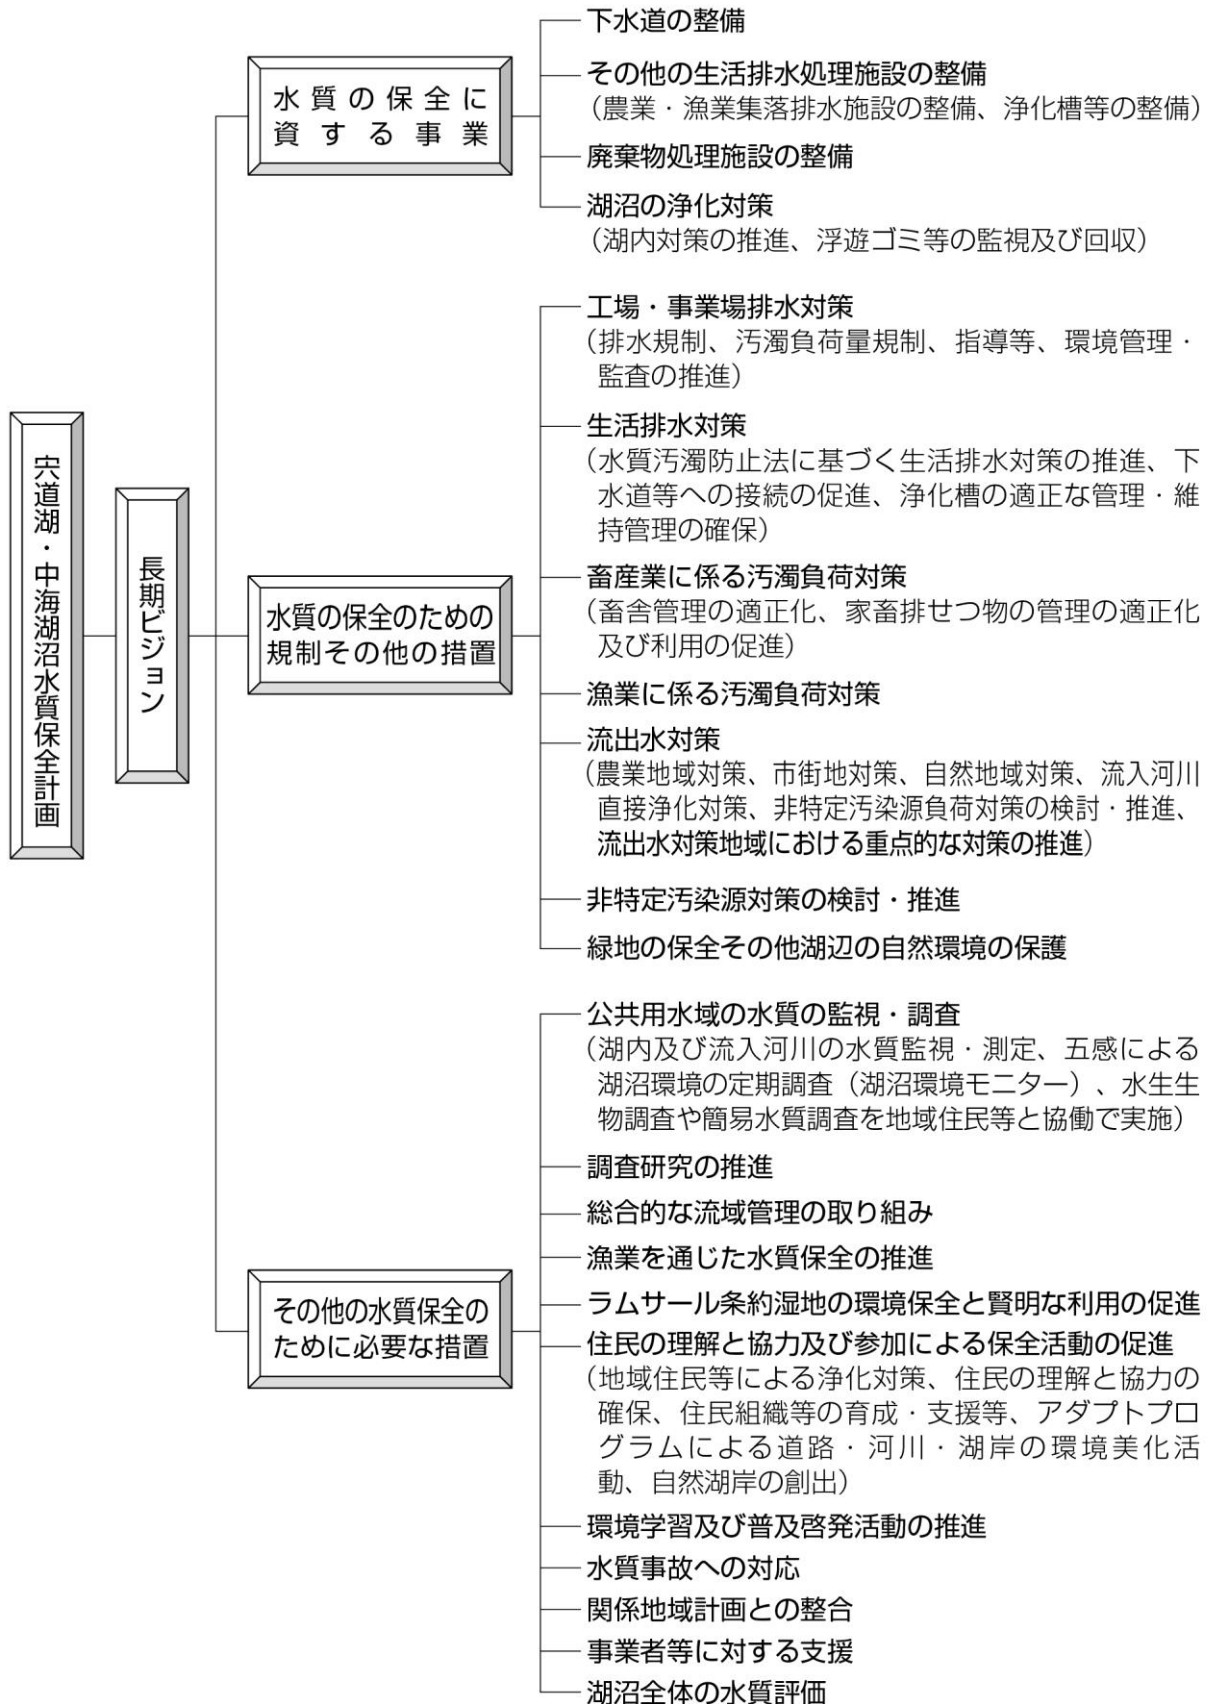 宍道湖・中海湖沼水質保全計画
長期ビジョン
水質の保全に
資する事業
下水道の整備
その他の生活排水処理施設の整備
（農業・漁業集落排水施設の整備、浄化槽等の整備）
廃棄物処理施設の整備
湖沼の浄化対策
（湖内対策の推進、浮遊ゴミ等の監視及び回収）
水質の保全のための
規制その他の措置
工場・事業場排水対策
（排水規制、汚濁負荷量規制、指導等、環境管理・
監査の推進）
生活排水対策
（水質汚濁防止法に基づく生活排水対策の推進、下
水道等への接続の促進、浄化槽の適正な管理・維
持管理の確保）
畜産業に係る汚濁負荷対策
（畜舎管理の適正化、家畜排せつ物の管理の適正化
及び利用の促進）
漁業に係る汚濁負荷対策
流出水対策
（農業地域対策、市街地対策、自然地域対策、流入河川
直接浄化対策、非特定汚染源負荷対策の検討・推進、
流出水対策地域における重点的な対策の推進）
非特定汚染源対策の検討・推進
緑地の保全その他湖辺の自然環境の保護
その他の水質保全の
ために必要な措置
公共用水域の水質の監視・調査
（湖内及び流入河川の水質監視・測定、五感による
湖沼環境の定期調査（湖沼環境モニター）、水生生
物調査や簡易水質調査を地域住民等と協働で実施）
調査研究の推進
総合的な流域管理の取り組み
漁業を通じた水質保全の推進
ラムサール条約湿地の環境保全と賢明な利用の促進
住民の理解と協力及び参加による保全活動の促進
（地域住民等による浄化対策、住民の理解と協力の
確保、住民組織等の育成・支援等、アダプトプロ
グラムによる道路・河川・湖岸の環境美化活
動、自然湖岸の創出）
環境学習及び普及啓発活動の推進
水質事故への対応
関係地域計画との整合
事業者等に対する支援
湖沼全体の水質評価